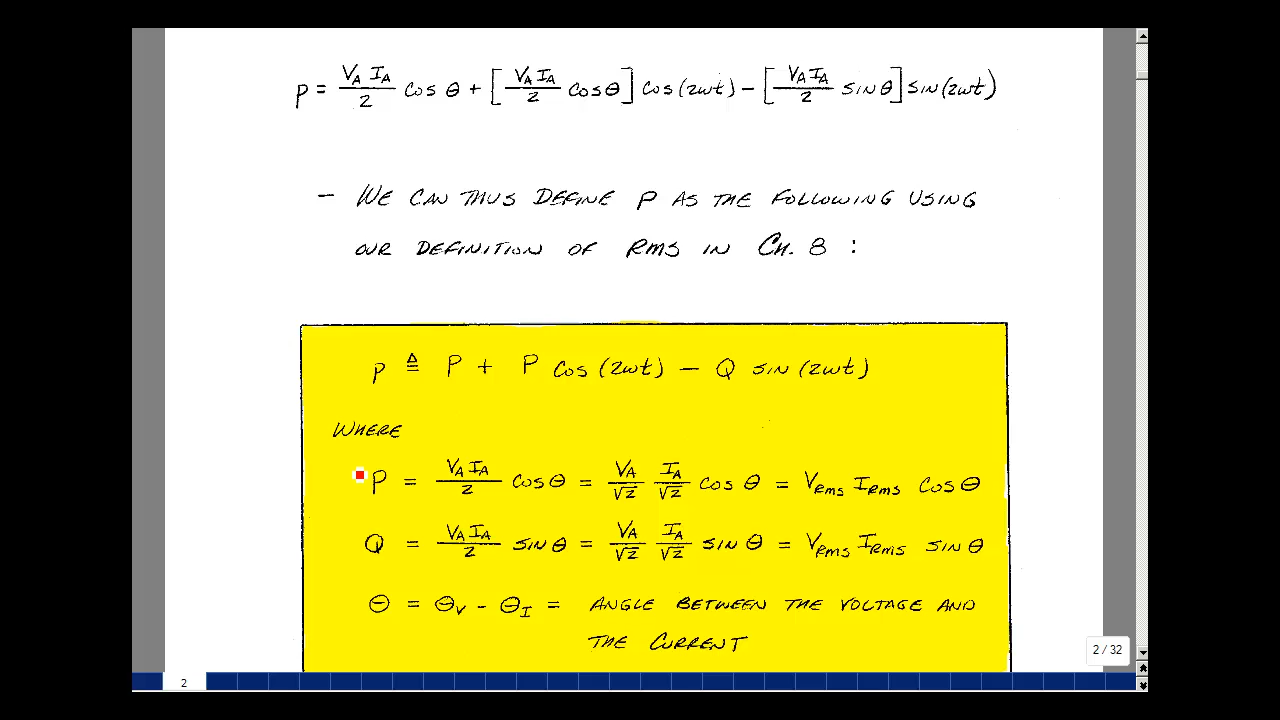 p = V_A I_A / 2 cos θ + [V_A I_A / 2 cos θ] cos(2ωt) − [V_A I_A / 2 sin θ] sin(2ωt)
− WE CAN THUS DEFINE P AS THE FOLLOWING USING
OUR DEFINITION OF RMS IN CH. 8 :
p ≜ P + P cos(2ωt) − Q sin(2ωt)
WHERE
P = V_A I_A / 2 cos θ = V_A / √2 I_A / √2 cos θ = V_RMS I_RMS cos θ
Q = V_A I_A / 2 sin θ = V_A / √2 I_A / √2 sin θ = V_RMS I_RMS sin θ
θ = θ_V − θ_I = ANGLE BETWEEN THE VOLTAGE AND
THE CURRENT
2 / 32
2